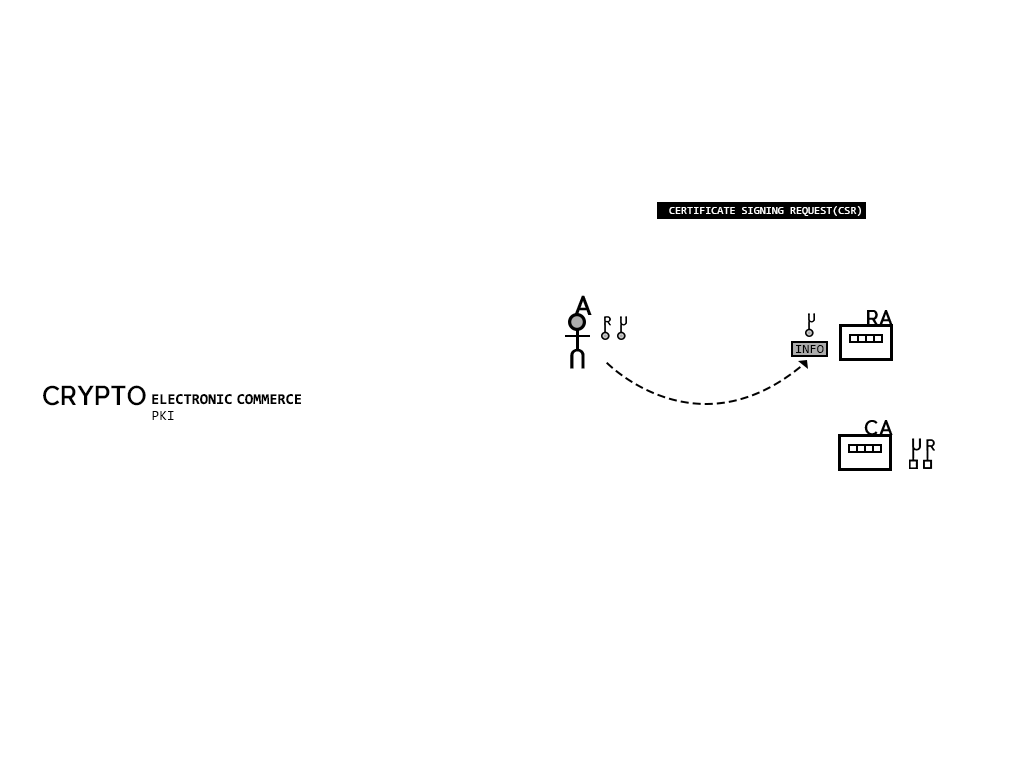 CERTIFICATE SIGNING REQUEST(CSR)
A
R U
U
RA
INFO
CRYPTO ELECTRONIC COMMERCE
PKI
CA
U R